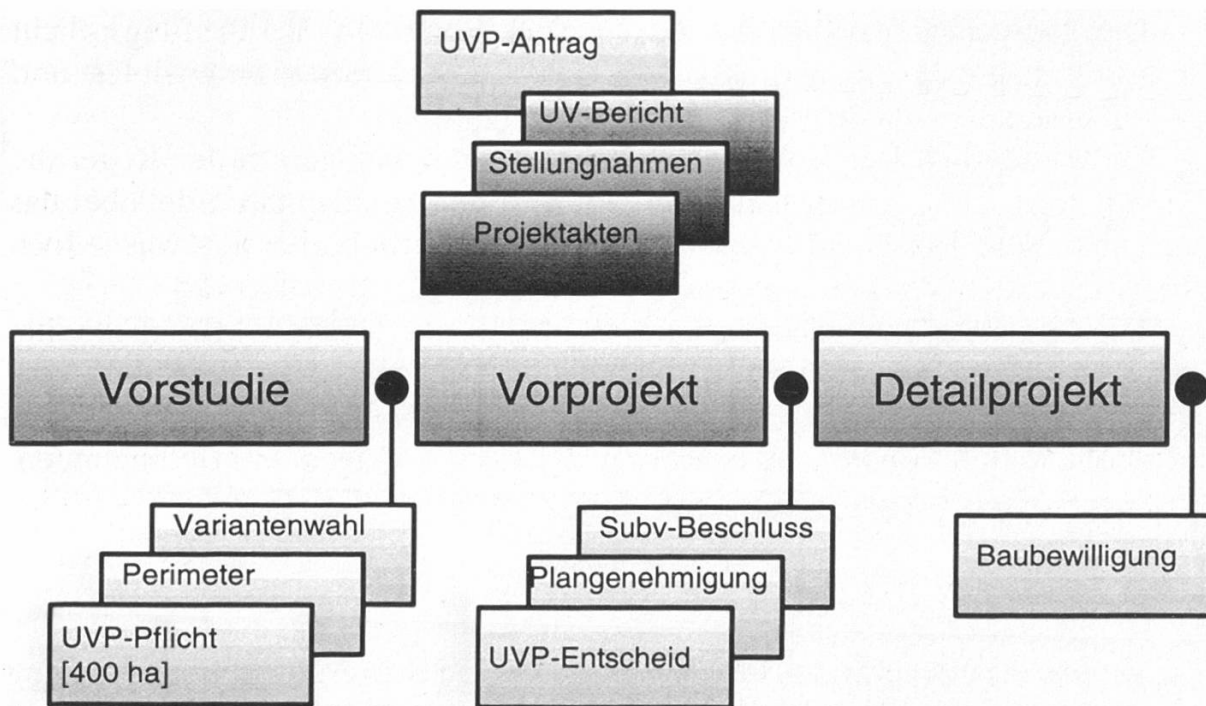 UVP-Antrag
UV-Bericht
Stellungnahmen
Projektakten
Vorstudie
Vorprojekt
Detailprojekt
Variantenwahl
Perimeter
UVP-Pflicht
[400 ha]
Subv-Beschluss
Plangenehmigung
UVP-Entscheid
Baubewilligung